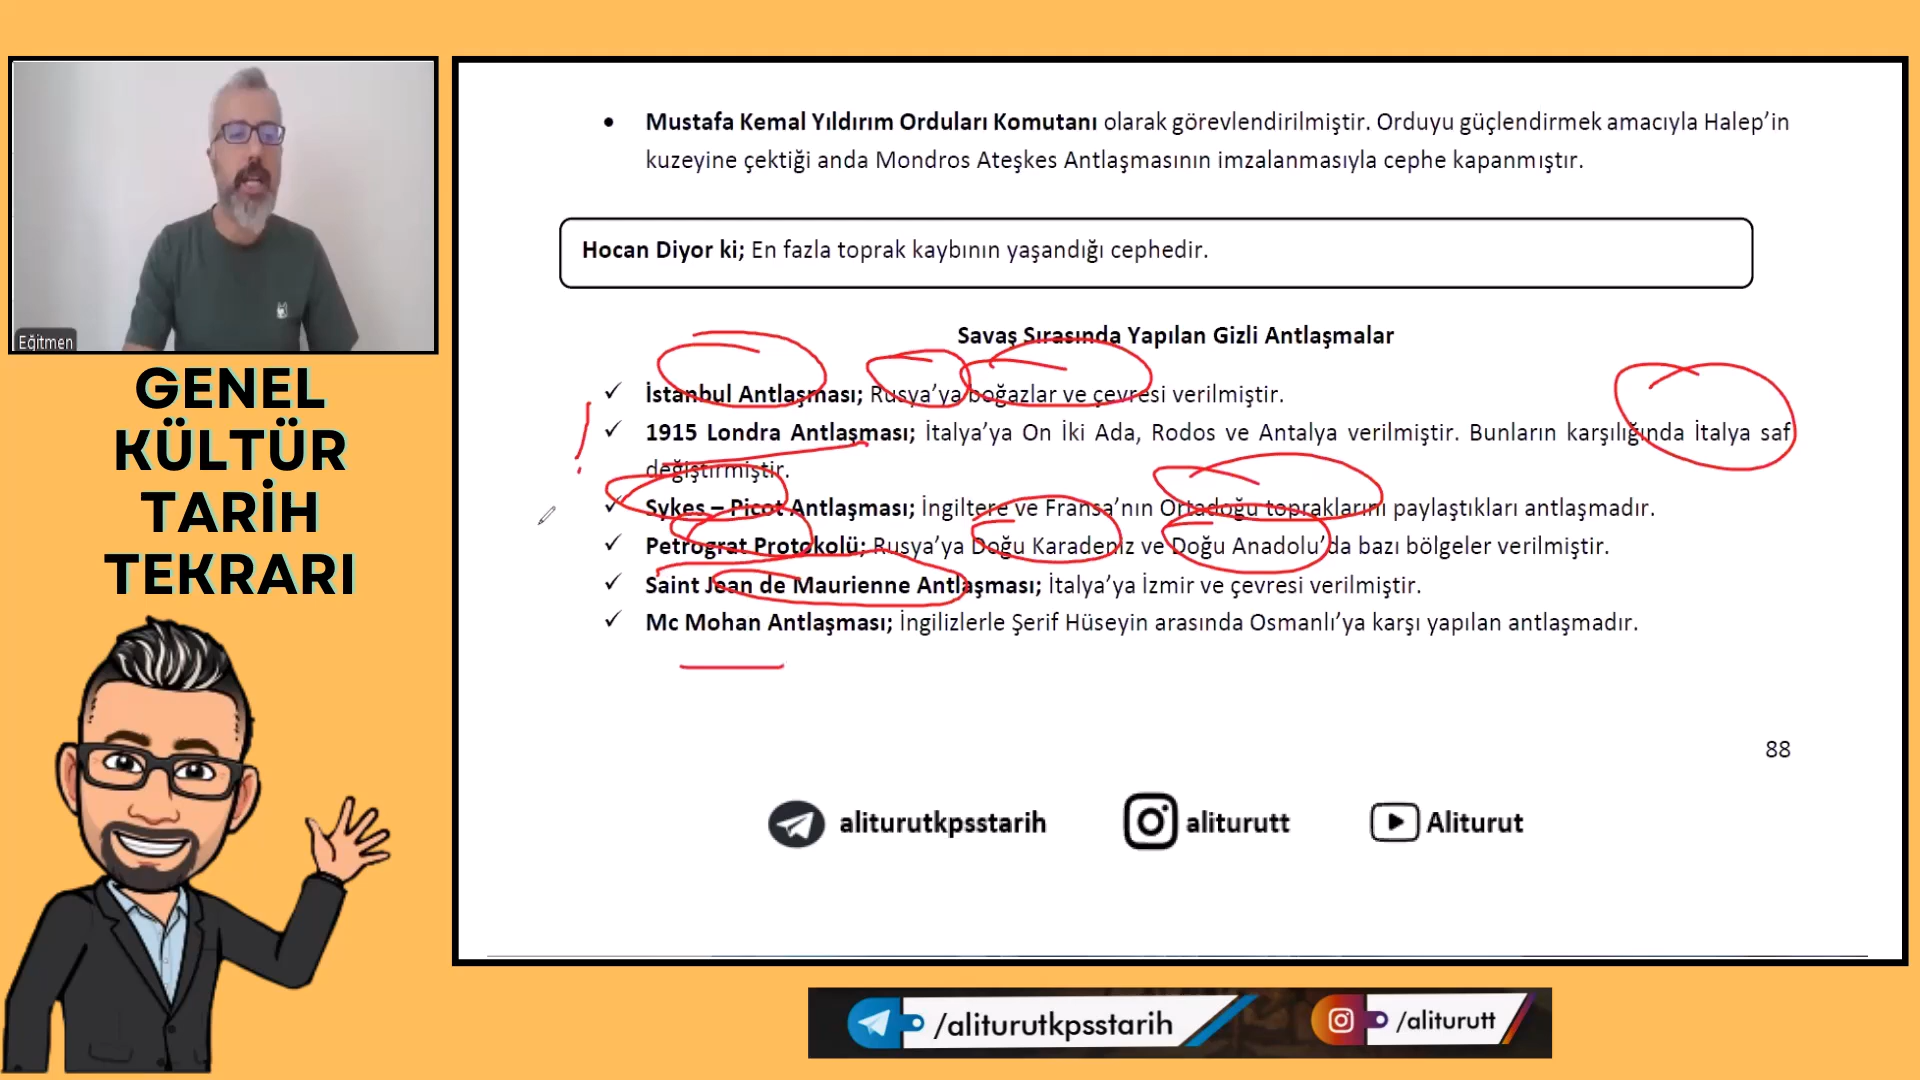 Eğitmen
GENEL
KÜLTÜR
TARİH
TEKRARI
• Mustafa Kemal Yıldırım Orduları Komutanı olarak görevlendirilmiştir. Orduyu güçlendirmek amacıyla Halep’in
kuzeyine çektiği anda Mondros Ateşkes Antlaşmasının imzalanmasıyla cephe kapanmıştır.
Hocan Diyor ki; En fazla toprak kaybının yaşandığı cephedir.
Savaş Sırasında Yapılan Gizli Antlaşmalar
✓ İstanbul Antlaşması; Rusya’ya boğazlar ve çevresi verilmiştir.
✓ 1915 Londra Antlaşması; İtalya’ya On İki Ada, Rodos ve Antalya verilmiştir. Bunların karşılığında İtalya saf
değiştirmiştir.
✓ Sykes – Picot Antlaşması; İngiltere ve Fransa’nın Ortadoğu topraklarını paylaştıkları antlaşmadır.
✓ Petrograt Protokolü; Rusya’ya Doğu Karadeniz ve Doğu Anadolu’da bazı bölgeler verilmiştir.
✓ Saint Jean de Maurienne Antlaşması; İtalya’ya İzmir ve çevresi verilmiştir.
✓ Mc Mohan Antlaşması; İngilizlerle Şerif Hüseyin arasında Osmanlı’ya karşı yapılan antlaşmadır.
88
aliturutkpsstarih aliturutt Aliturut
/aliturutkpsstarih /aliturutt